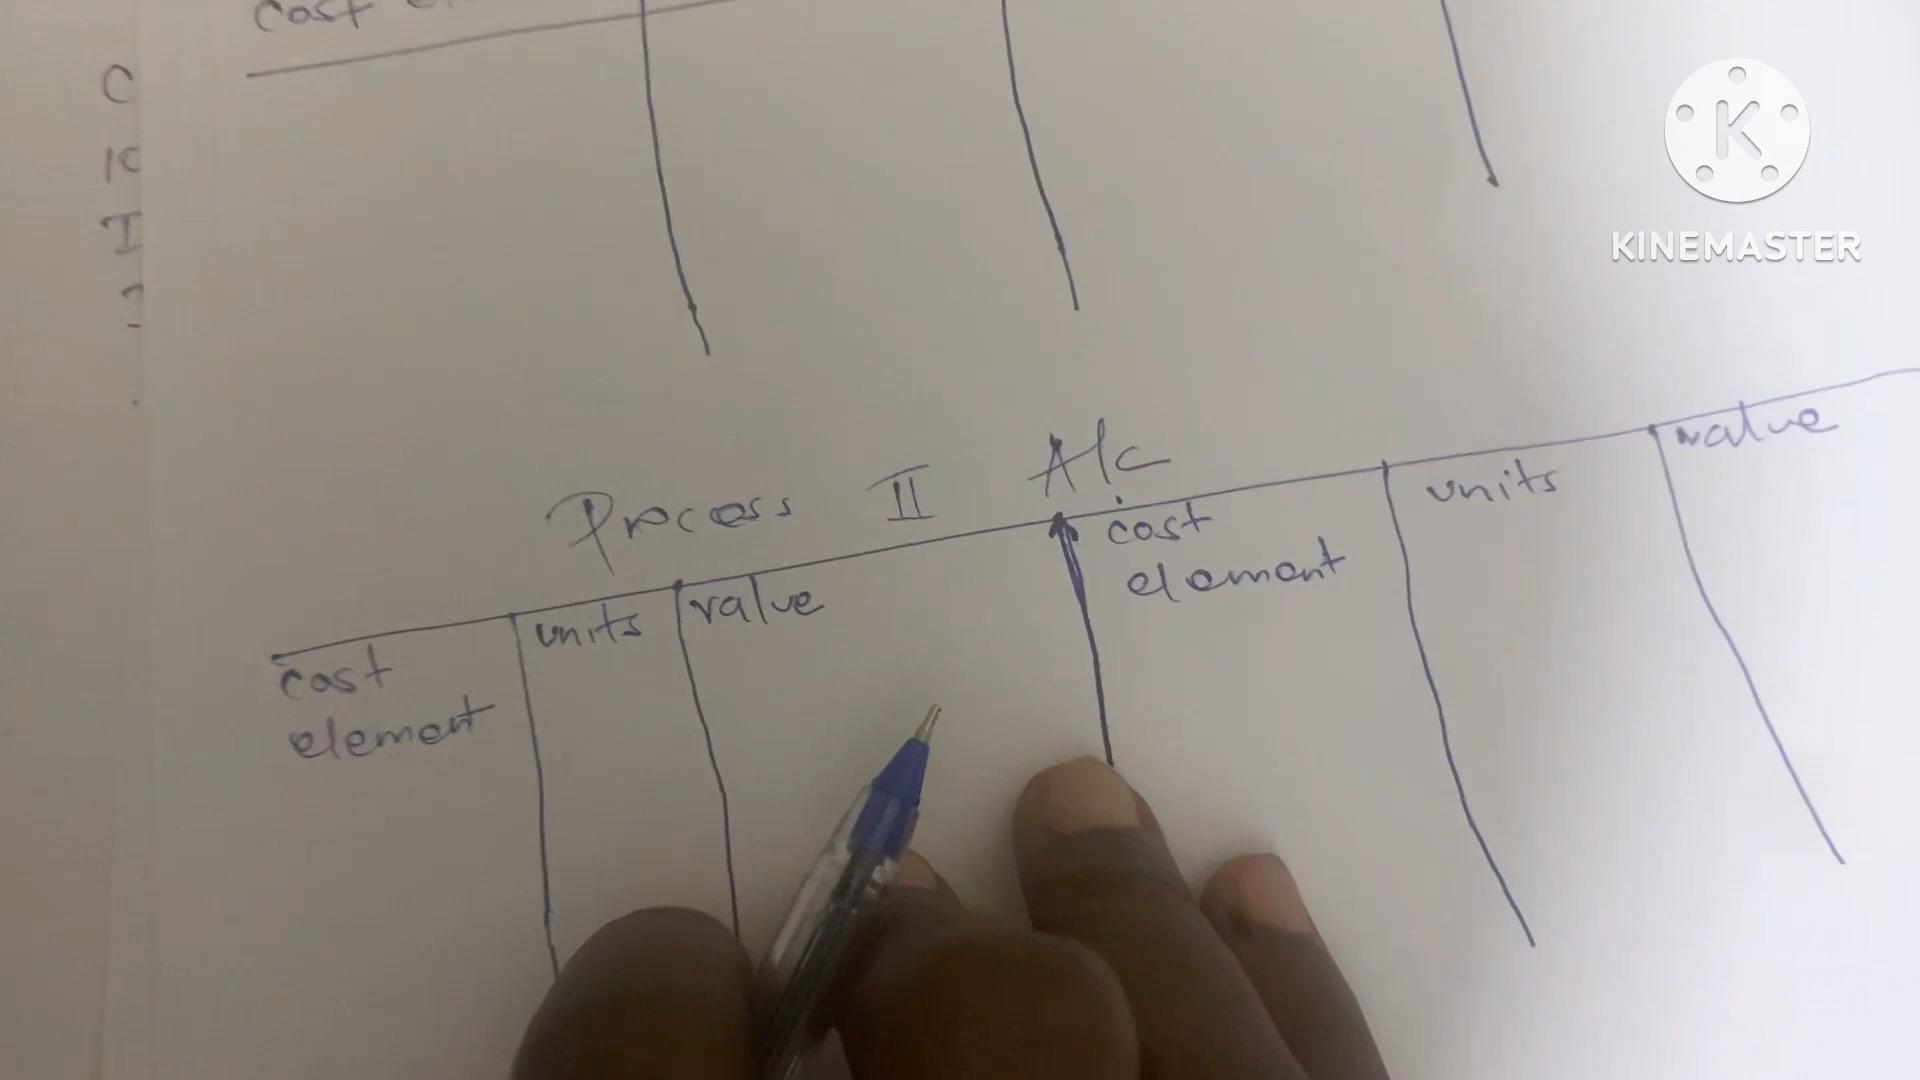 cost
KINEMASTER
Process II A/c
cost element
units
value
cost element
units
value